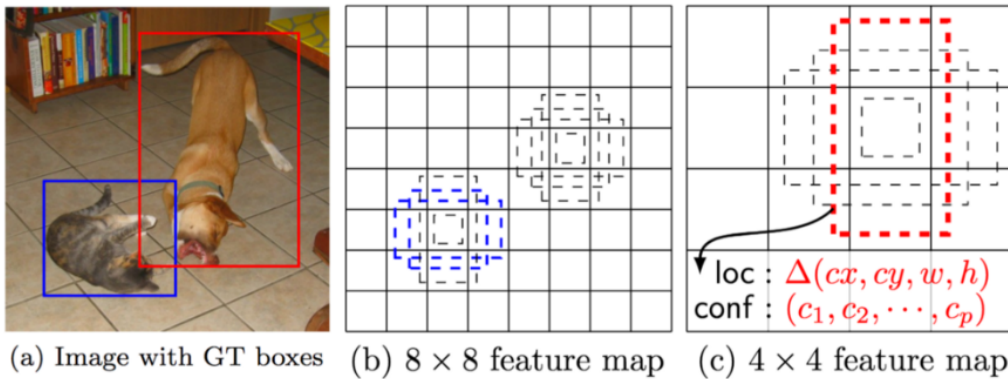 loc : Δ(cx, cy, w, h)
conf : (c₁, c₂, ⋯, cₚ)
(a) Image with GT boxes
(b) 8 × 8 feature map
(c) 4 × 4 feature map